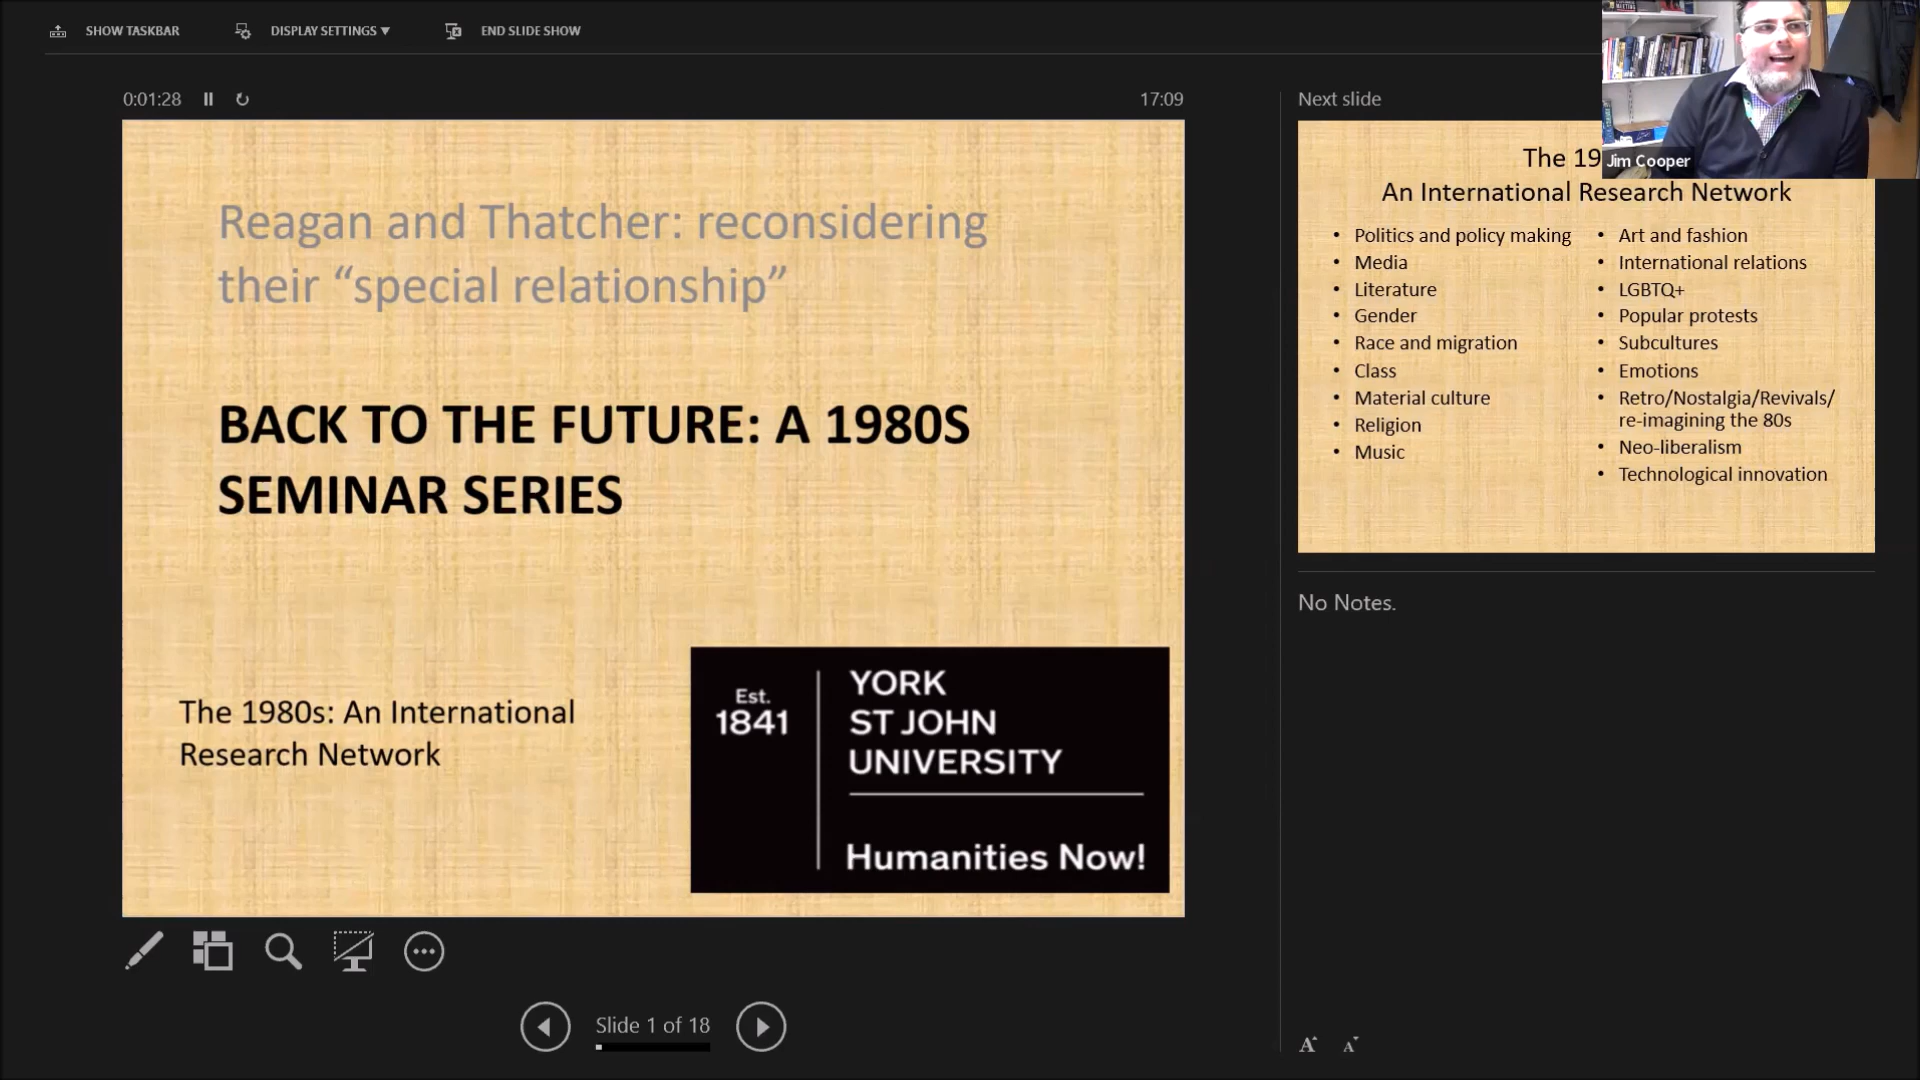 SHOW TASKBAR
DISPLAY SETTINGS ▼
END SLIDE SHOW
0:01:28
17:09
Reagan and Thatcher: reconsidering
their “special relationship”
BACK TO THE FUTURE: A 1980S
SEMINAR SERIES
The 1980s: An International
Research Network
Est.
1841
YORK
ST JOHN
UNIVERSITY
Humanities Now!
Slide 1 of 18
Next slide
Jim Cooper
The 19
An International Research Network
• Politics and policy making
• Media
• Literature
• Gender
• Race and migration
• Class
• Material culture
• Religion
• Music
• Art and fashion
• International relations
• LGBTQ+
• Popular protests
• Subcultures
• Emotions
• Retro/Nostalgia/Revivals/
re-imagining the 80s
• Neo-liberalism
• Technological innovation
No Notes.
A A